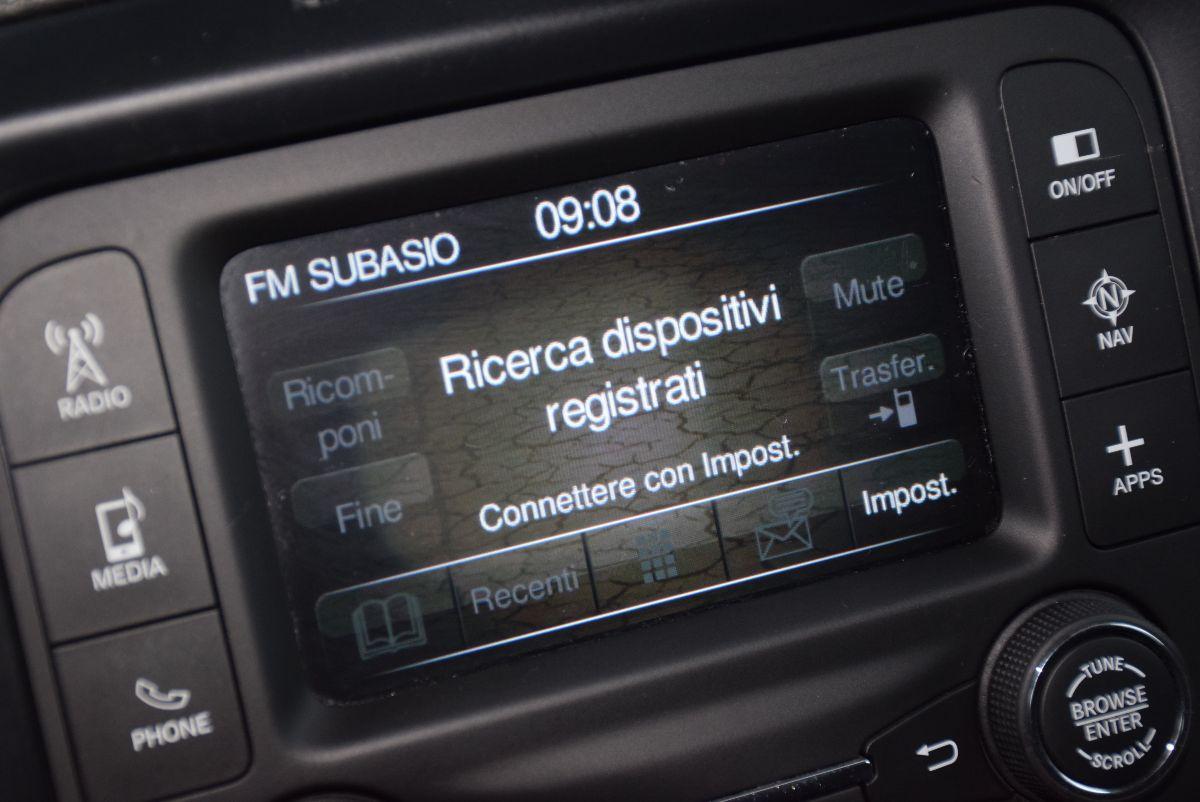 FM SUBASIO 09:08
Ricerca dispositivi
registrati
Connettere con Impost.
Ricom-
poni
Fine
Mute
Trasfer.
Recenti
Impost.
RADIO
MEDIA
PHONE
ON/OFF
N
NAV
APPS
TUNE
BROWSE
ENTER
SCROLL